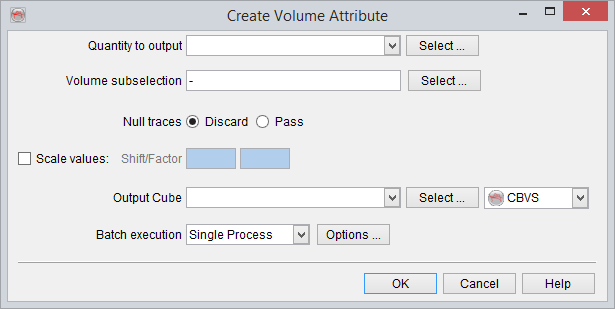 Create Volume Attribute
Quantity to output Select ...
Volume subselection - Select ...
Null traces Discard Pass
Scale values: Shift/Factor
Output Cube Select ... CBVS
Batch execution Single Process Options ...
OK Cancel Help